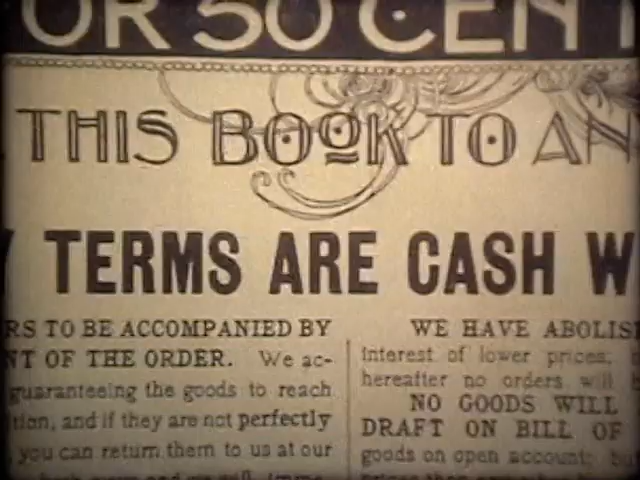 OR 50 CENT
THIS BOOK TO AN
Y TERMS ARE CASH W
RS TO BE ACCOMPANIED BY
NT OF THE ORDER. We ac-
guaranteeing the goods to reach
tion, and if they are not perfectly
you can return them to us at our
WE HAVE ABOLIS
interest of lower prices;
hereafter no orders will b
NO GOODS WILL
DRAFT ON BILL OF
goods on open account; but